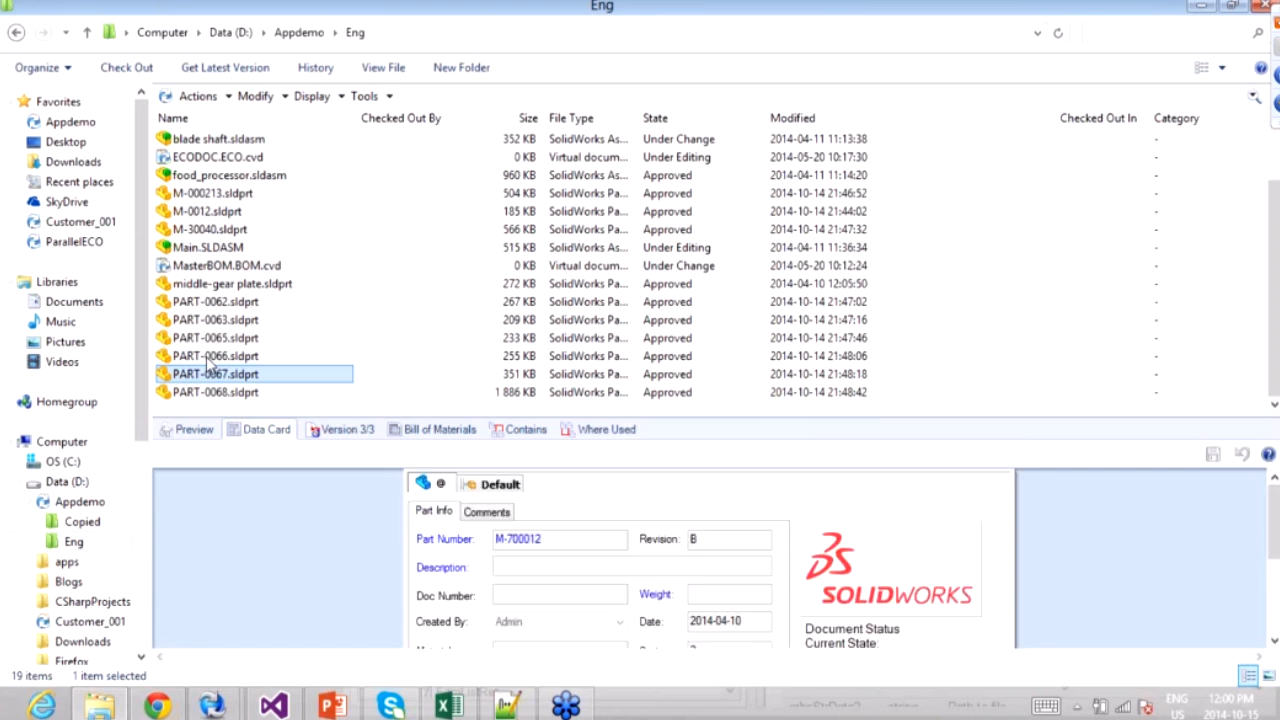 Eng
Computer Data (D:) Appdemo Eng
Organize Check Out Get Latest Version History View File New Folder
Actions Modify Display Tools
Name Checked Out By Size File Type State Modified Checked Out In Category
blade shaft.sldasm 352 KB SolidWorks As... Under Change 2014-04-11 11:13:38 -
ECODOC.ECO.cvd 0 KB Virtual docum... Under Editing 2014-05-20 10:17:30 -
food_processor.sldasm 960 KB SolidWorks As... Approved 2014-04-11 11:14:20 -
M-000213.sldprt 504 KB SolidWorks Pa... Approved 2014-10-14 21:46:52 -
M-0012.sldprt 185 KB SolidWorks Pa... Approved 2014-10-14 21:44:02 -
M-30040.sldprt 566 KB SolidWorks Pa... Approved 2014-10-14 21:47:32 -
Main.SLDASM 515 KB SolidWorks As... Under Editing 2014-04-11 11:36:34 -
MasterBOM.BOM.cvd 0 KB Virtual docum... Under Change 2014-05-20 10:12:24 -
middle-gear plate.sldprt 272 KB SolidWorks Pa... Approved 2014-04-10 12:05:50 -
PART-0062.sldprt 267 KB SolidWorks Pa... Approved 2014-10-14 21:47:02 -
PART-0063.sldprt 209 KB SolidWorks Pa... Approved 2014-10-14 21:47:16 -
PART-0065.sldprt 233 KB SolidWorks Pa... Approved 2014-10-14 21:47:46 -
PART-0066.sldprt 255 KB SolidWorks Pa... Approved 2014-10-14 21:48:06 -
PART-0067.sldprt 351 KB SolidWorks Pa... Approved 2014-10-14 21:48:18 -
PART-0068.sldprt 1 886 KB SolidWorks Pa... Approved 2014-10-14 21:48:42 -
Favorites
Appdemo
Desktop
Downloads
Recent places
SkyDrive
Customer_001
ParallelECO
Libraries
Documents
Music
Pictures
Videos
Homegroup
Computer
OS (C:)
Data (D:)
Appdemo
Copied
Eng
apps
Blogs
CSharpProjects
Customer_001
Downloads
Firefox
Preview Data Card Version 3/3 Bill of Materials Contains Where Used
@ Default
Part Info Comments
Part Number: M-700012 Revision: B
Description:
Doc Number: Weight:
Created By: Admin Date: 2014-04-10
SOLIDWORKS
Document Status
Current State:
19 items 1 item selected
ENG 12:00 PM
US 2014-10-15